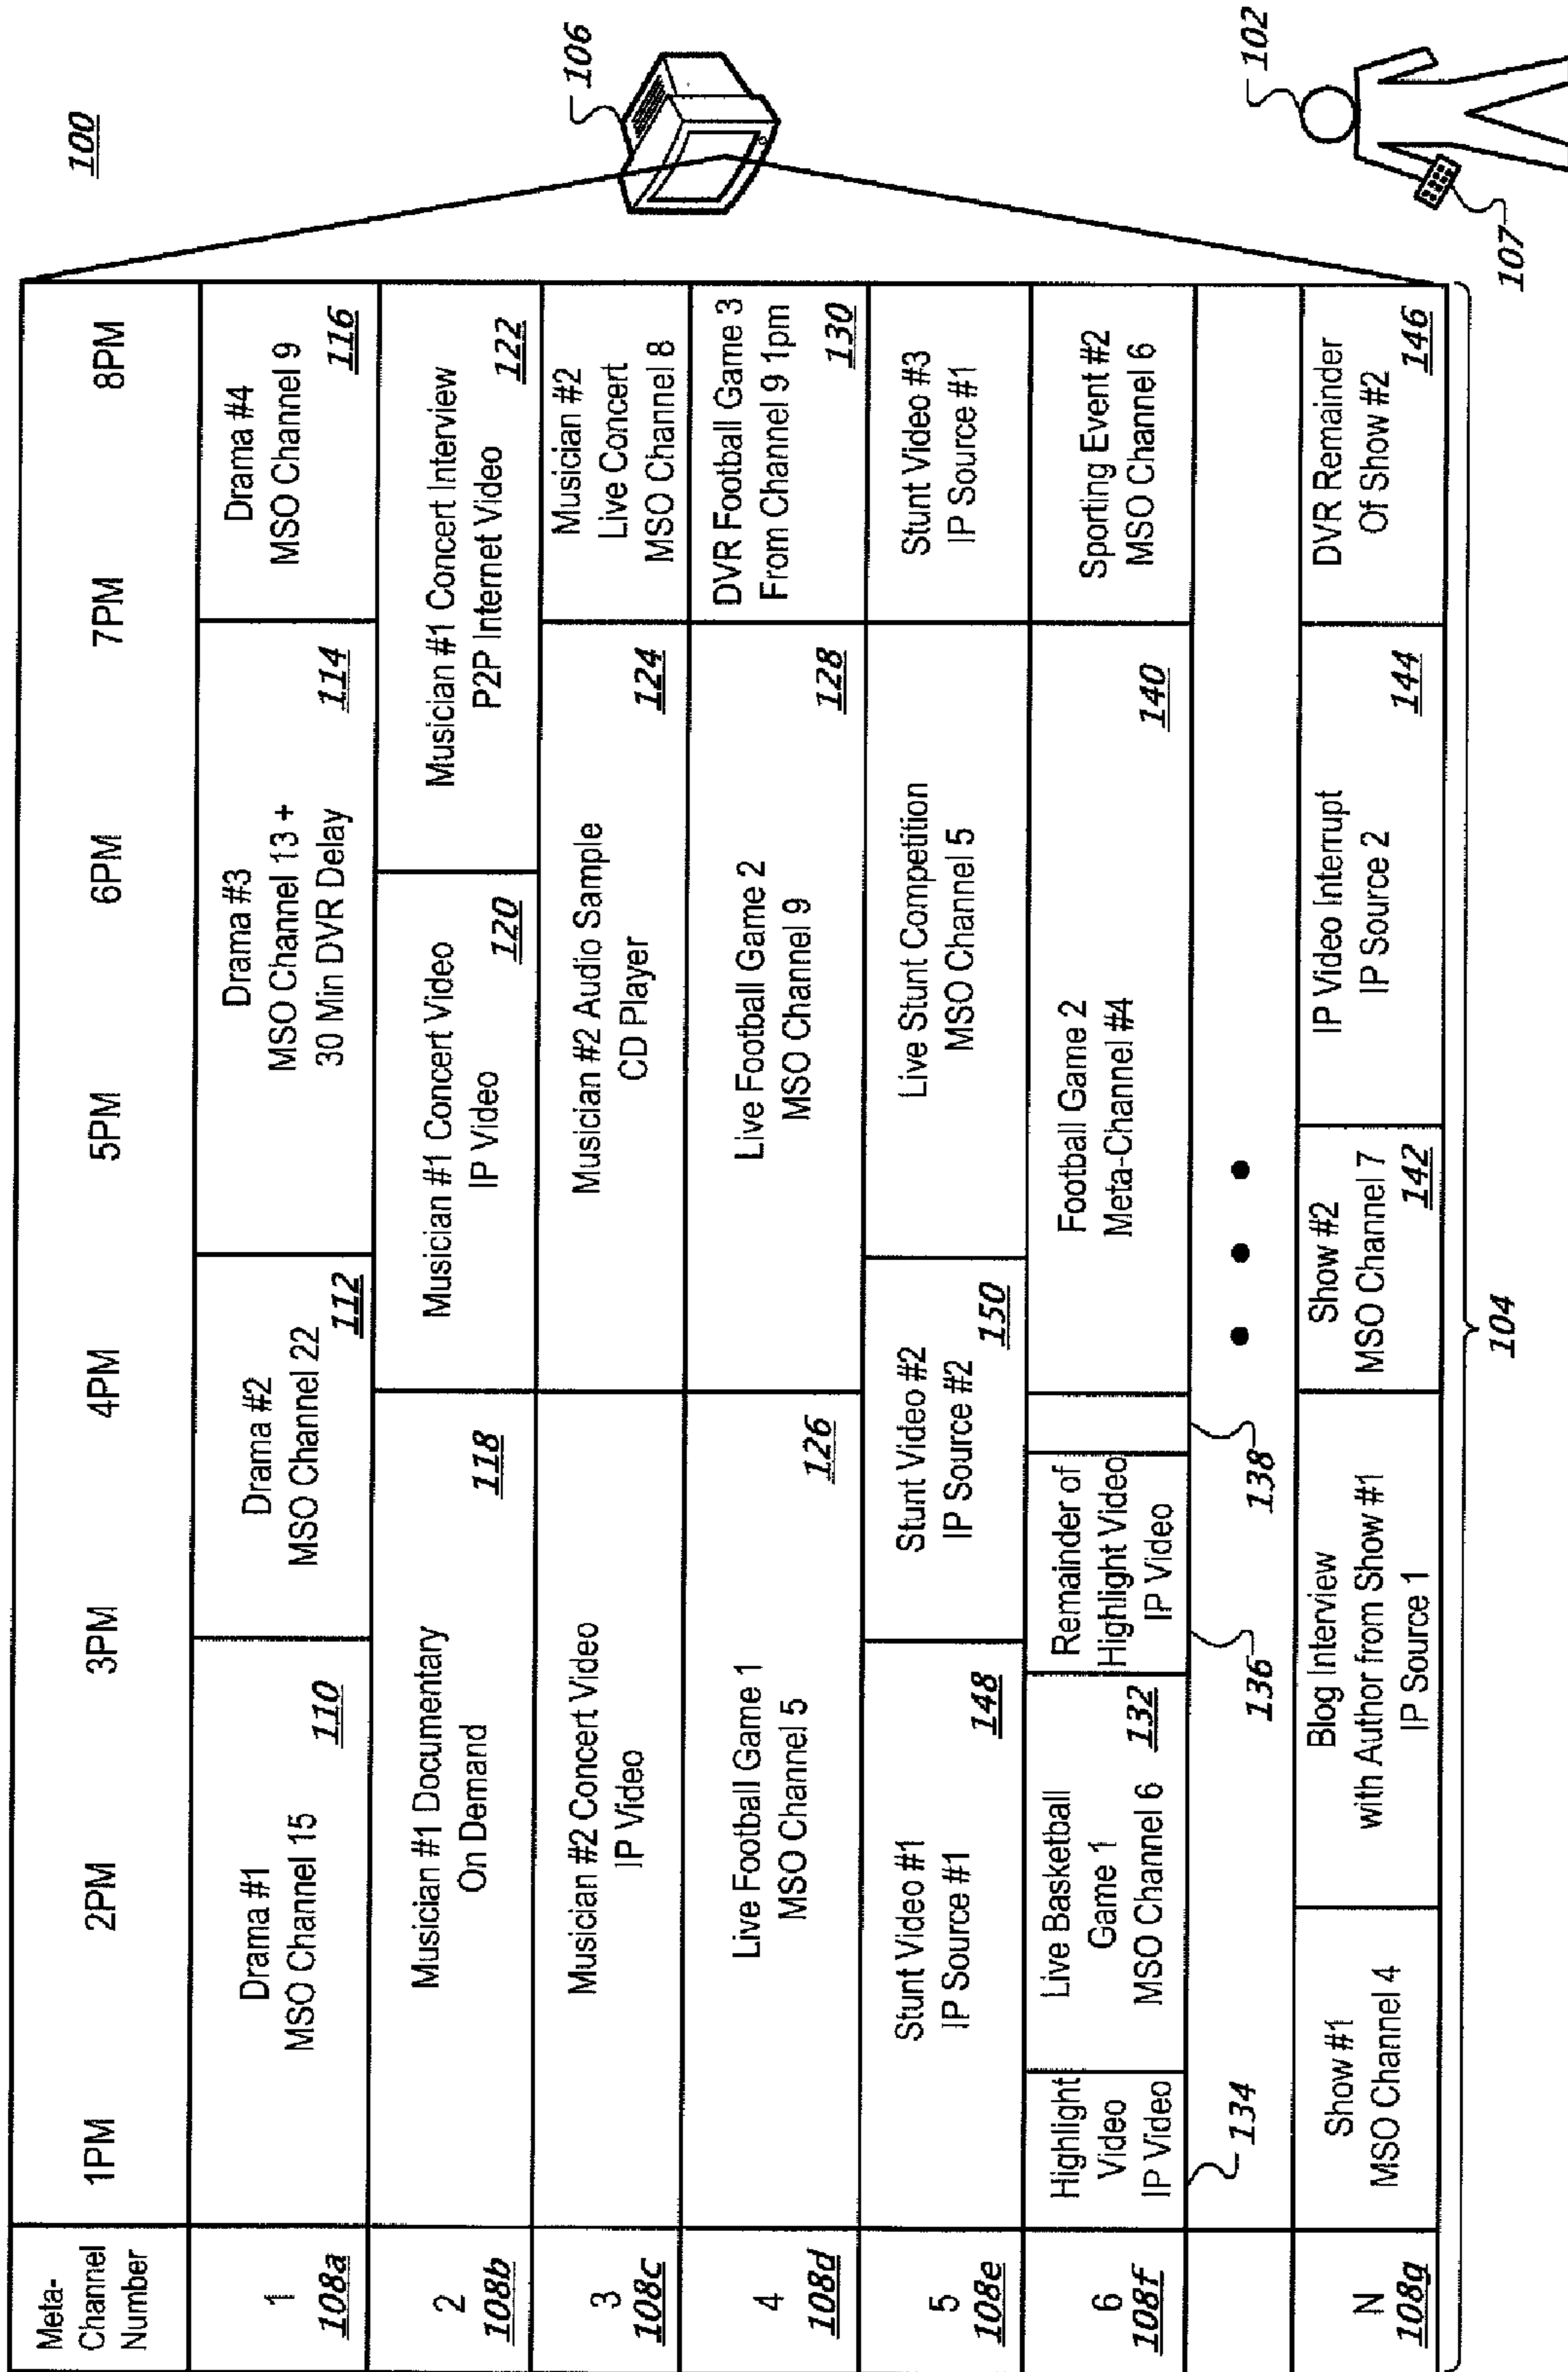 100
Meta-
Channel
Number
1PM
2PM
3PM
4PM
5PM
6PM
7PM
8PM
1
108a
Drama #1
MSO Channel 15
110
Drama #2
MSO Channel 22
112
Drama #3
MSO Channel 13 +
30 Min DVR Delay
114
Drama #4
MSO Channel 9
116
2
108b
Musician #1 Documentary
On Demand
118
Musician #1 Concert Video
IP Video
120
Musician #1 Concert Interview
P2P Internet Video
122
3
108c
Musician #2 Concert Video
IP Video
Musician #2 Audio Sample
CD Player
124
Musician #2
Live Concert
MSO Channel 8
4
108d
Live Football Game 1
MSO Channel 5
126
Live Football Game 2
MSO Channel 9
128
DVR Football Game 3
From Channel 9 1pm
130
5
108e
Stunt Video #1
IP Source #1
148
Stunt Video #2
IP Source #2
150
Live Stunt Competition
MSO Channel 5
Stunt Video #3
IP Source #1
6
108f
Highlight
Video
IP Video
134
Live Basketball
Game 1
MSO Channel 6
132
Remainder of
Highlight Video
IP Video
136
138
Football Game 2
Meta-Channel #4
140
Sporting Event #2
MSO Channel 6
N
108g
Show #1
MSO Channel 4
Blog Interview
with Author from Show #1
IP Source 1
Show #2
MSO Channel 7
142
IP Video Interrupt
IP Source 2
144
DVR Remainder
Of Show #2
146
104
106
102
107